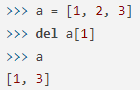 >>> a = [1, 2, 3]
>>> del a[1]
>>> a
[1, 3]